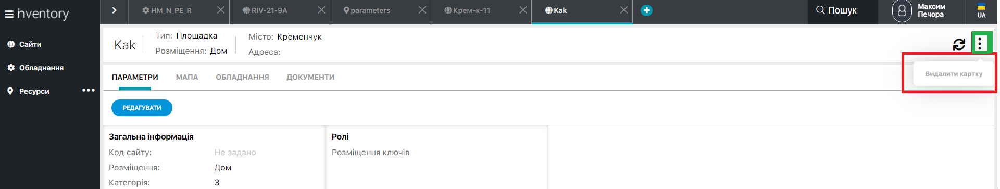 inventory
HM_N_PE_R
RIV-21-9A
parameters
Крем-к-11
Kak
Пошук
Максим
Печора
UA
Сайти
Обладнання
Ресурси
Kak
Тип: Площадка
Розміщення: Дом
Місто: Кременчук
Адреса:
Видалити картку
ПАРАМЕТРИ
МАПА
ОБЛАДНАННЯ
ДОКУМЕНТИ
РЕДАГУВАТИ
Загальна інформація
Код сайту: Не задано
Розміщення: Дом
Категорія: 3
Ролі
Розміщення ключів